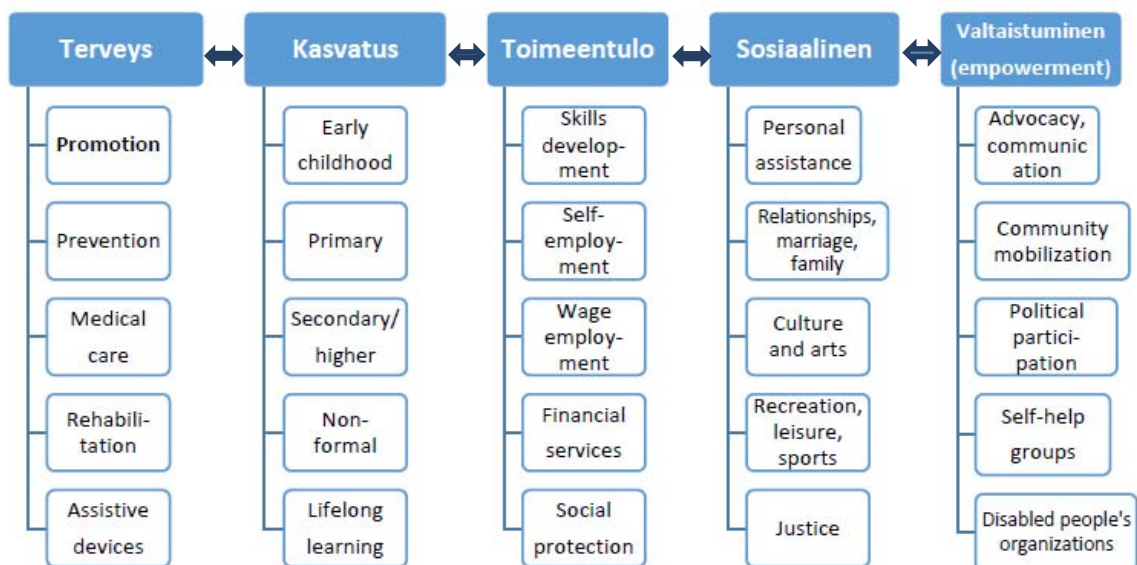 Terveys
Promotion
Prevention
Medical
care
Rehabili-
tation
Assistive
devices
Kasvatus
Early
childhood
Primary
Secondary/
higher
Non-
formal
Lifelong
learning
Toimeentulo
Skills
develop-
ment
Self-
employ-
ment
Wage
employ-
ment
Financial
services
Social
protection
Sosiaalinen
Personal
assistance
Relationships,
marriage,
family
Culture
and arts
Recreation,
leisure,
sports
Justice
Valtaistuminen
(empowerment)
Advocacy,
communic
ation
Community
mobilization
Political
partici-
pation
Self-help
groups
Disabled people's
organizations